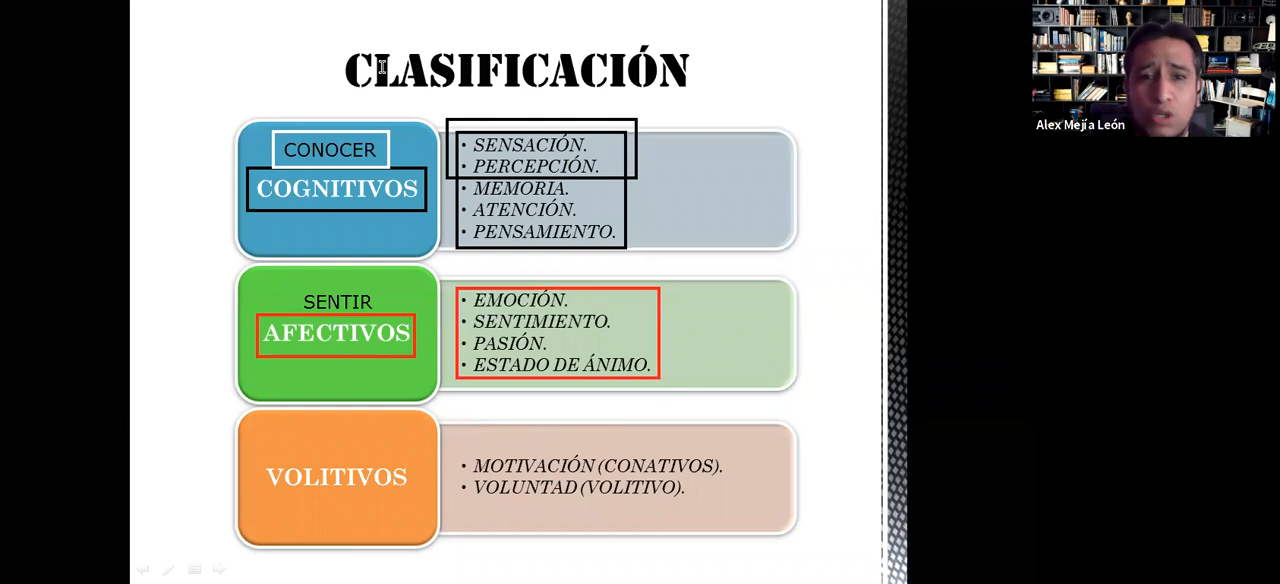 CLASIFICACIÓN
CONOCER
COGNITIVOS
• SENSACIÓN.
• PERCEPCIÓN.
• MEMORIA.
• ATENCIÓN.
• PENSAMIENTO.
SENTIR
AFECTIVOS
• EMOCIÓN.
• SENTIMIENTO.
• PASIÓN.
• ESTADO DE ÁNIMO.
VOLITIVOS
• MOTIVACIÓN (CONATIVOS).
• VOLUNTAD (VOLITIVO).
Alex Mejía León